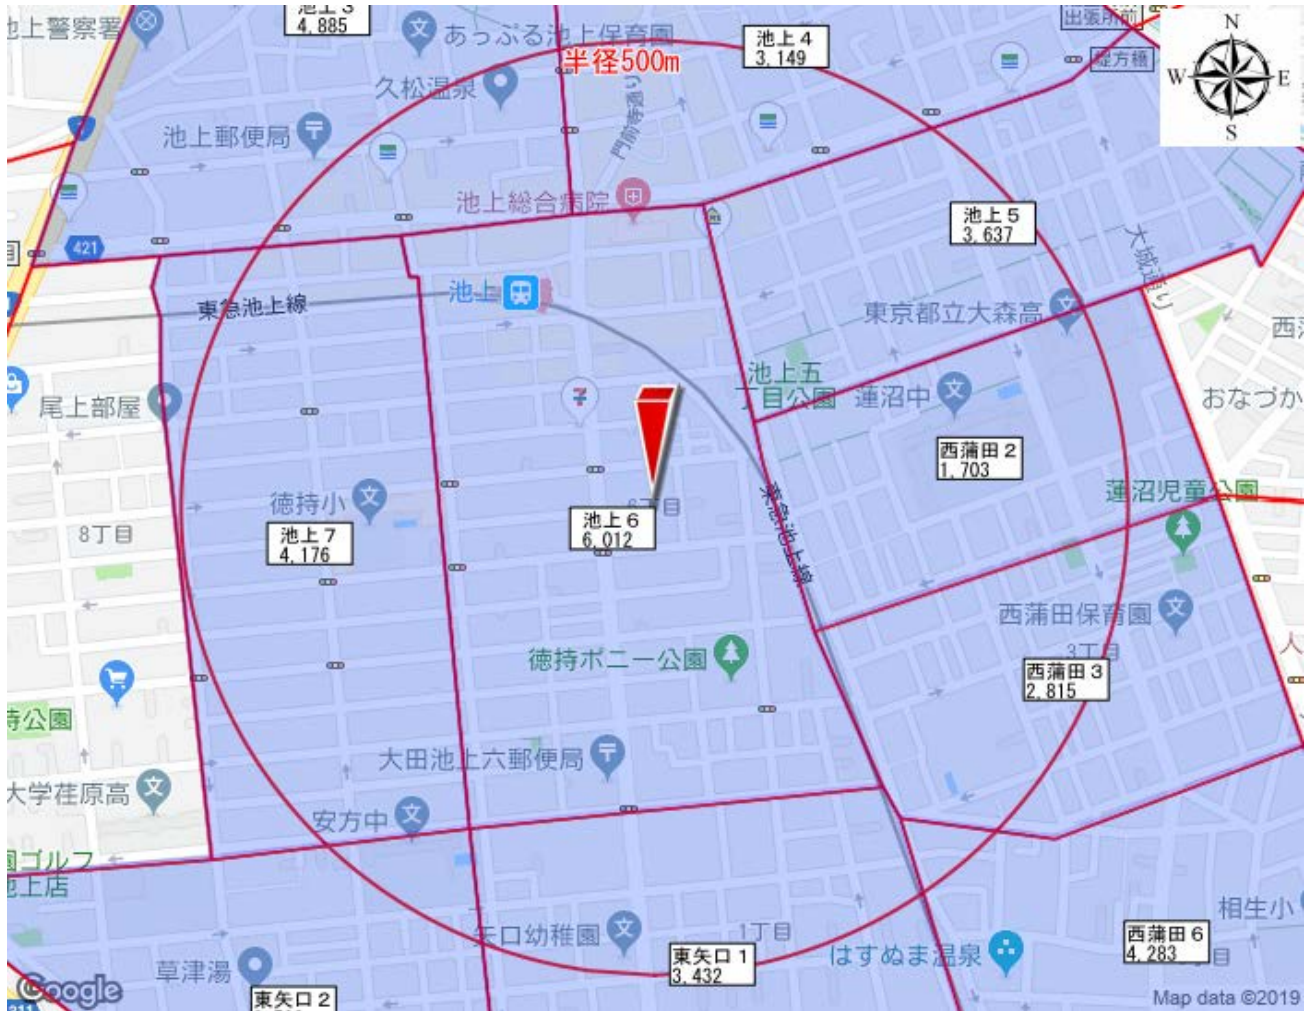 池上3
4,885
池上警察署
あっぷる池上保育園
池上4
3,149
出張所前
堤方橋
N
W
E
S
半径500m
久松温泉
門前寺通り
池上郵便局
池上総合病院
池上5
3,637
421
大城通り
池上
東急池上線
東京都立大森高
池上五
丁目公園
蓮沼中
おなづか
尾上部屋
西蒲田2
1,703
蓮沼児童公園
徳持小
6丁目
東急池上線
8丁目
池上7
4,176
池上6
6,012
西蒲田保育園
3丁目
徳持ポニー公園
西蒲田3
2,815
人
持公園
大田池上六郵便局
大学荏原高
安方中
園ゴルフ
池上店
相生小
矢口幼稚園
1丁目
東矢口1
3,432
はすぬま温泉
西蒲田6
4,283
丁目
草津湯
Google
東矢口2
Map data ©2019